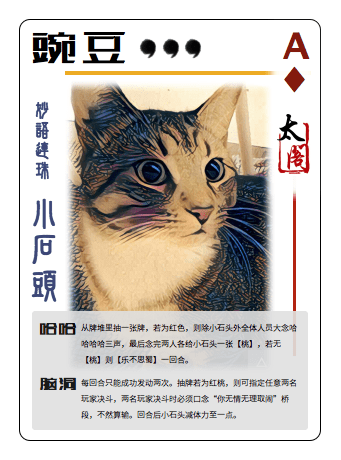 豌豆
A
太
阁
妙語連珠
小石頭
哈哈 从牌堆里抽一张牌，若为红色，则除小石头外全体人员大念哈
哈哈哈三声，最后念完两人各给小石头一张【桃】，若无
【桃】则【乐不思蜀】一回合。
脑洞 每回合只能成功发动两次。抽牌若为红桃，则可指定任意两名
玩家决斗，两名玩家决斗时必须口念“你无情无理取闹”桥
段，不然算输。回合后小石头减体力至一点。